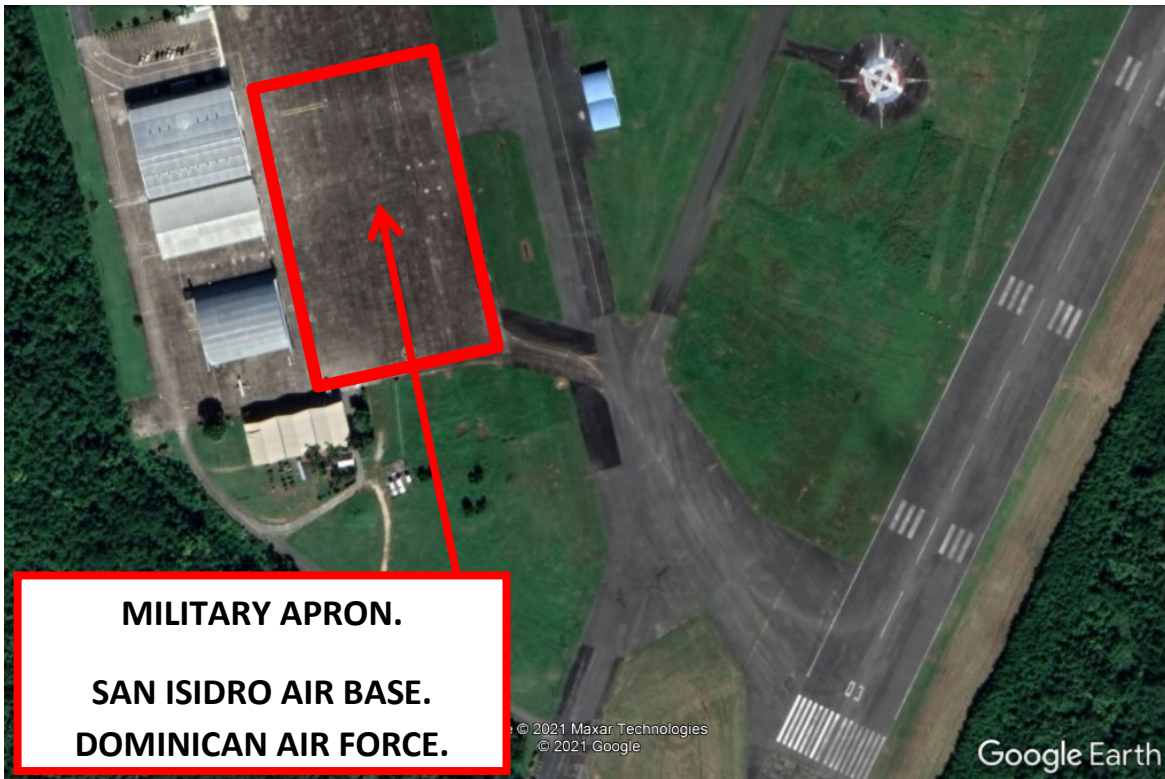 03
MILITARY APRON.
SAN ISIDRO AIR BASE.
DOMINICAN AIR FORCE.
© 2021 Maxar Technologies
© 2021 Google
Google Earth